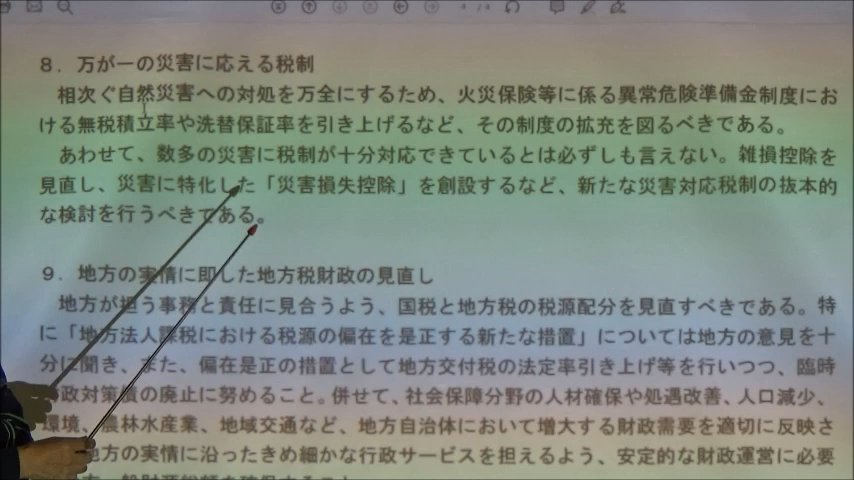 8．万が一の災害に応える税制
相次ぐ自然災害への対処を万全にするため、火災保険等に係る異常危険準備金制度にお
ける無税積立率や洗替保証率を引き上げるなど、その制度の拡充を図るべきである。
あわせて、数多の災害に税制が十分対応できているとは必ずしも言えない。雑損控除を
見直し、災害に特化した「災害損失控除」を創設するなど、新たな災害対応税制の抜本的
な検討を行うべきである。
9．地方の実情に即した地方税財政の見直し
地方が担う事務と責任に見合うよう、国税と地方税の税源配分を見直すべきである。特
に「地方法人課税における税源の偏在を是正する新たな措置」については地方の意見を十
分に聞き、また、偏在是正の措置として地方交付税の法定率引き上げ等を行いつつ、臨時
政対策債の廃止に努めること。併せて、社会保障分野の人材確保や処遇改善、人口減少、
環境、農林水産業、地域交通など、地方自治体において増大する財政需要を適切に反映さ
地方の実情に沿ったきめ細かな行政サービスを担えるよう、安定的な財政運営に必要